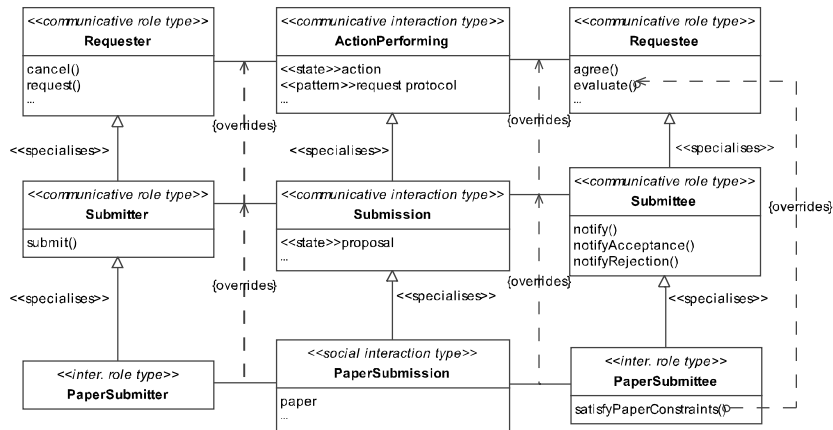 <<communicative role type>>
Requester
cancel()
request()
...
<<communicative interaction type>>
ActionPerforming
<<state>>action
<<pattern>>request protocol
...
<<communicative role type>>
Requestee
agree()
evaluate()
...
{overrides}
{overrides}
<<specialises>>
<<specialises>>
<<specialises>>
<<communicative role type>>
Submitter
submit()
<<communicative interaction type>>
Submission
<<state>>proposal
...
<<communicative role type>>
Submittee
notify()
notifyAcceptance()
notifyRejection()
{overrides}
{overrides}
{overrides}
<<specialises>>
<<specialises>>
<<specialises>>
<<inter. role type>>
PaperSubmitter
<<social interaction type>>
PaperSubmission
paper
...
<<inter. role type>>
PaperSubmittee
satisfyPaperConstraints()